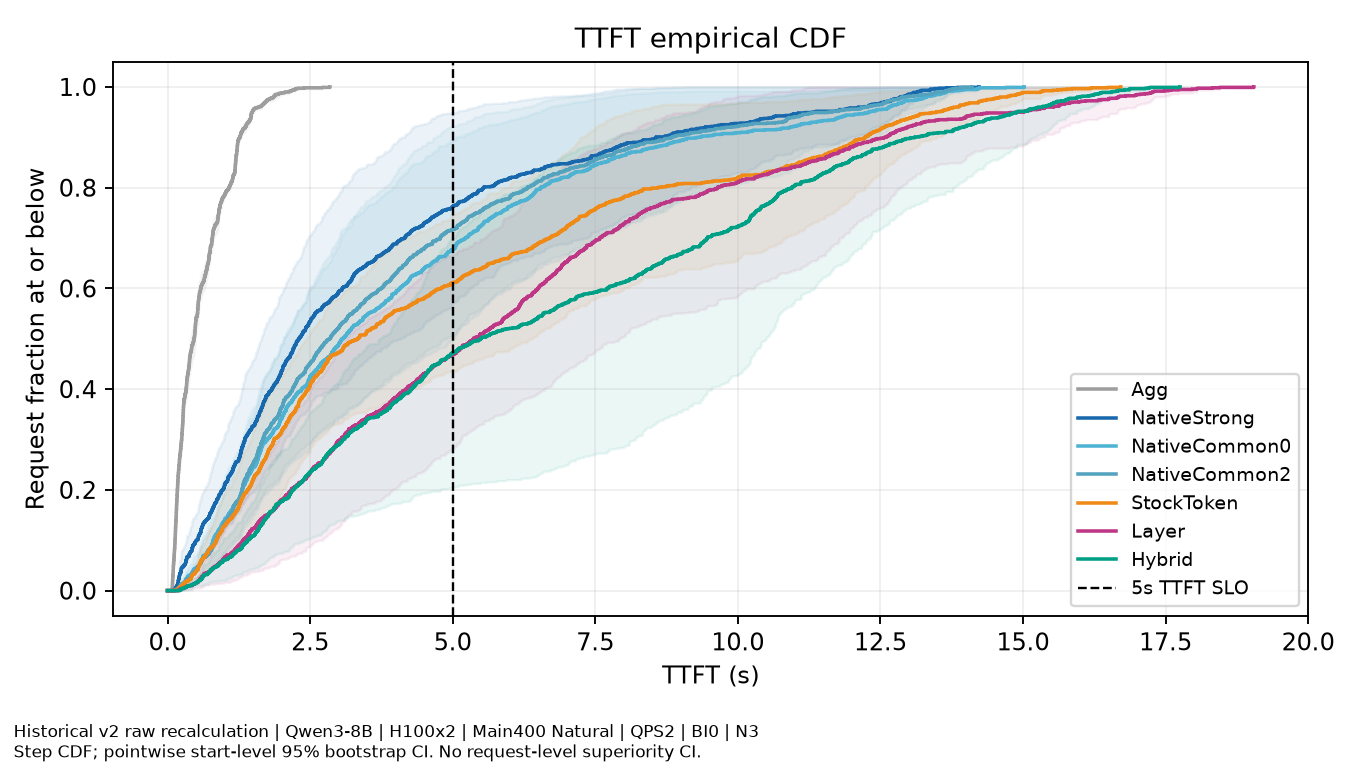 TTFT empirical CDF
Request fraction at or below
1.0
0.8
0.6
0.4
0.2
0.0
0.0 2.5 5.0 7.5 10.0 12.5 15.0 17.5 20.0
TTFT (s)
Agg
NativeStrong
NativeCommon0
NativeCommon2
StockToken
Layer
Hybrid
5s TTFT SLO
Historical v2 raw recalculation | Qwen3-8B | H100x2 | Main400 Natural | QPS2 | BI0 | N3
Step CDF; pointwise start-level 95% bootstrap CI. No request-level superiority CI.